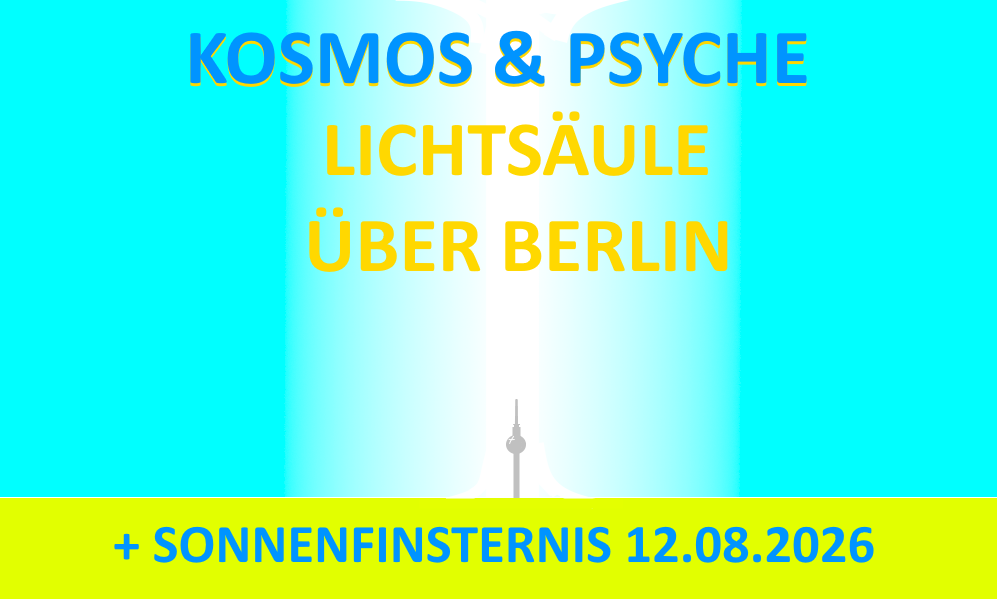 KOSMOS & PSYCHE
LICHTSÄULE
ÜBER BERLIN
+ SONNENFINSTERNIS 12.08.2026